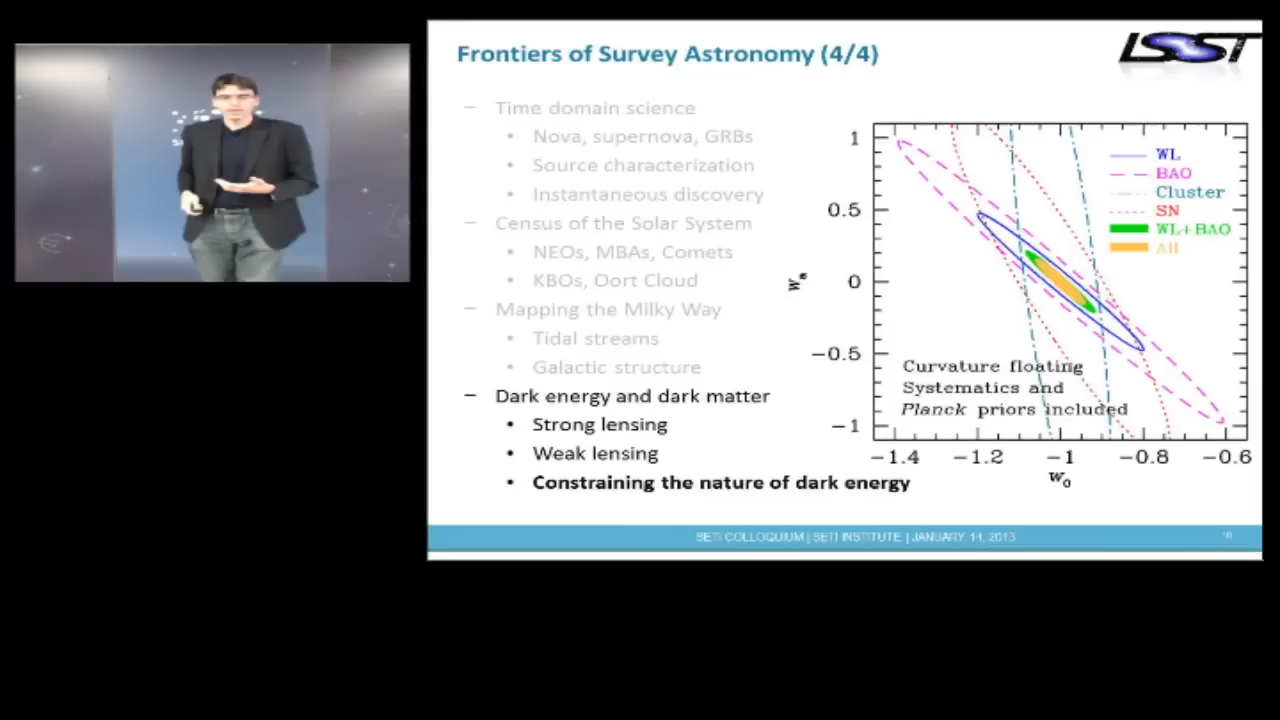 Frontiers of Survey Astronomy (4/4)
LSST
– Time domain science
• Nova, supernova, GRBs
• Source characterization
• Instantaneous discovery
– Census of the Solar System
• NEOs, MBAs, Comets
• KBOs, Oort Cloud
– Mapping the Milky Way
• Tidal streams
• Galactic structure
– Dark energy and dark matter
• Strong lensing
• Weak lensing
• Constraining the nature of dark energy
WL
BAO
Cluster
SN
WL+BAO
All
1
0.5
0
−0.5
−1
wa
Curvature floating
Systematics and
Planck priors included
−1.4 −1.2 −1 −0.8 −0.6
w0
SETI COLLOQUIUM | SETI INSTITUTE | JANUARY 14, 2013